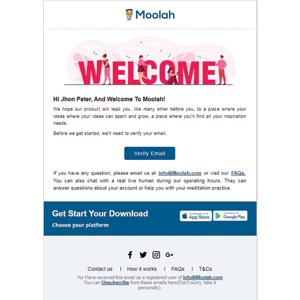 Moolah
WELCOME
Hi Jhon Peter, And Welcome To Moolah!
We hope our product will lead you, like many other before you, to a place where your
ideas where your ideas can spark and grow, a place where you'll find all your inspiration
needs.
Before we get started, we'll need to verify your email.
Verify Email
If you have any question, please email us at Info@Moolah.com or visit our FAQs.
You can also chat with a real live human during our operating hours. They can
answer questions about your account or help you with your meditation practice.
Get Start Your Download
Choose your platform
App Store
Google Play
Contact us | How it works | FAQs | T&Cs
Yor Have received this email as a registered user of Info@Moolah.com
You can Unsubscribe from these emails here(Don't worry, take it
personally).